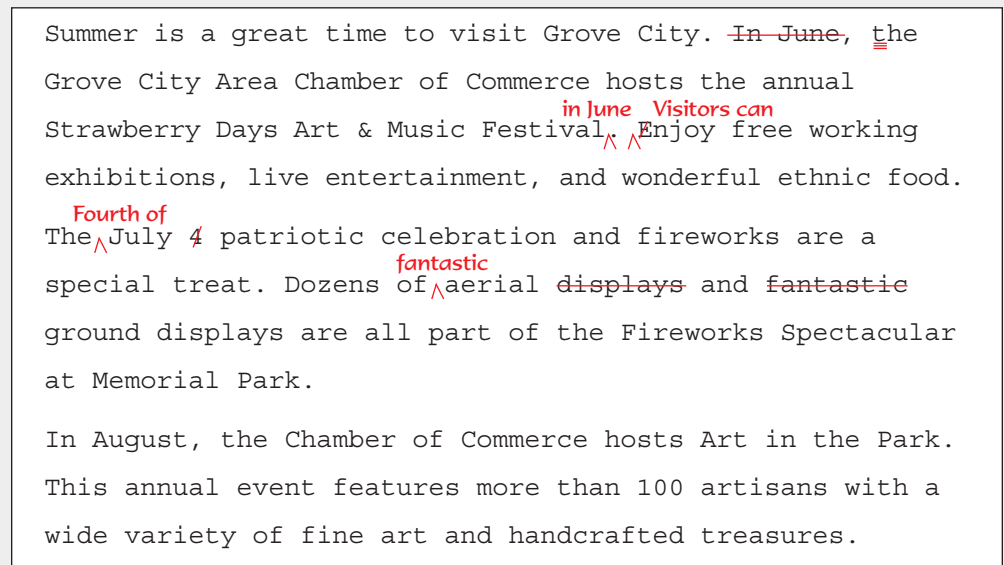 Summer is a great time to visit Grove City. In June, the
Grove City Area Chamber of Commerce hosts the annual
in June Visitors can
Strawberry Days Art & Music Festival. Enjoy free working
exhibitions, live entertainment, and wonderful ethnic food.
Fourth of
The July 4 patriotic celebration and fireworks are a
fantastic
special treat. Dozens of aerial displays and fantastic
ground displays are all part of the Fireworks Spectacular
at Memorial Park.
In August, the Chamber of Commerce hosts Art in the Park.
This annual event features more than 100 artisans with a
wide variety of fine art and handcrafted treasures.